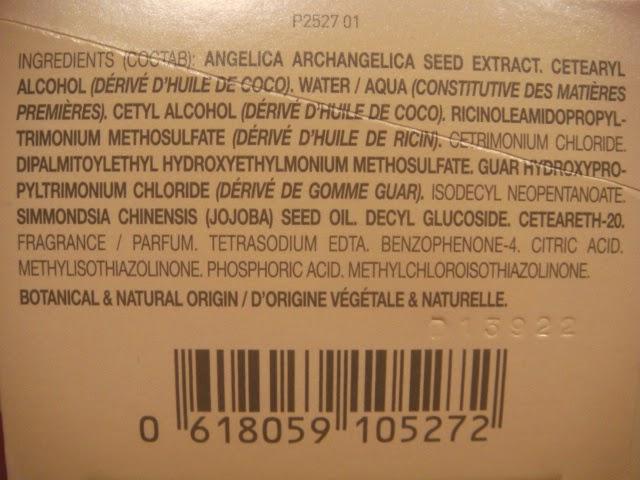 P2527 01
INGREDIENTS (COCTAB): ANGELICA ARCHANGELICA SEED EXTRACT. CETEARYL
ALCOHOL (DÉRIVÉ D'HUILE DE COCO). WATER / AQUA (CONSTITUTIVE DES MATIÈRES
PREMIÈRES). CETYL ALCOHOL (DÉRIVÉ D'HUILE DE COCO). RICINOLEAMIDOPROPYL-
TRIMONIUM METHOSULFATE (DÉRIVÉ D'HUILE DE RICIN). CETRIMONIUM CHLORIDE.
DIPALMITOYLETHYL HYDROXYETHYLMONIUM METHOSULFATE. GUAR HYDROXYPRO-
PYLTRIMONIUM CHLORIDE (DÉRIVÉ DE GOMME GUAR). ISODECYL NEOPENTANOATE.
SIMMONDSIA CHINENSIS (JOJOBA) SEED OIL. DECYL GLUCOSIDE. CETEARETH-20.
FRAGRANCE / PARFUM. TETRASODIUM EDTA. BENZOPHENONE-4. CITRIC ACID.
METHYLISOTHIAZOLINONE. PHOSPHORIC ACID. METHYLCHLOROISOTHIAZOLINONE.
BOTANICAL & NATURAL ORIGIN / D'ORIGINE VÉGÉTALE & NATURELLE.
D13922
0 618059 105272